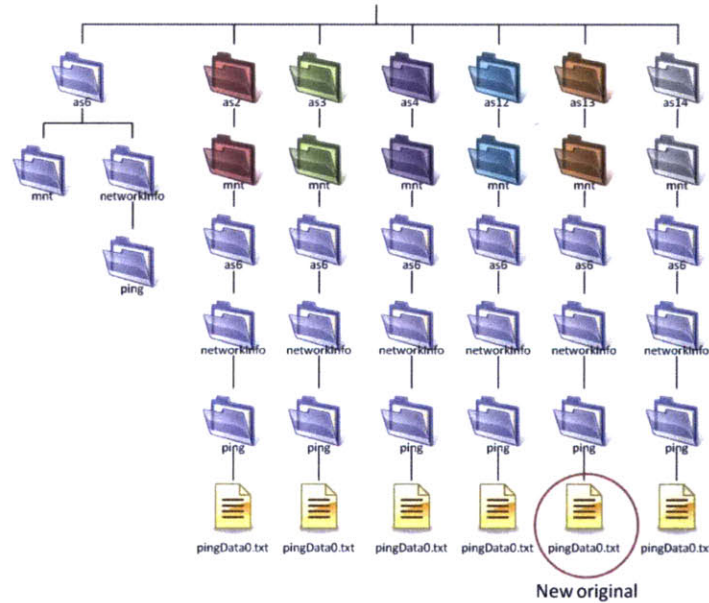 as6 as2 as3 as4 as12 as13 as14
mnt networkInfo mnt mnt mnt mnt mnt mnt
as6 as6 as6 as6 as6 as6
ping
networkInfo networkInfo networkInfo networkInfo networkInfo networkInfo
ping ping ping ping ping ping
pingData0.txt pingData0.txt pingData0.txt pingData0.txt pingData0.txt pingData0.txt
New original